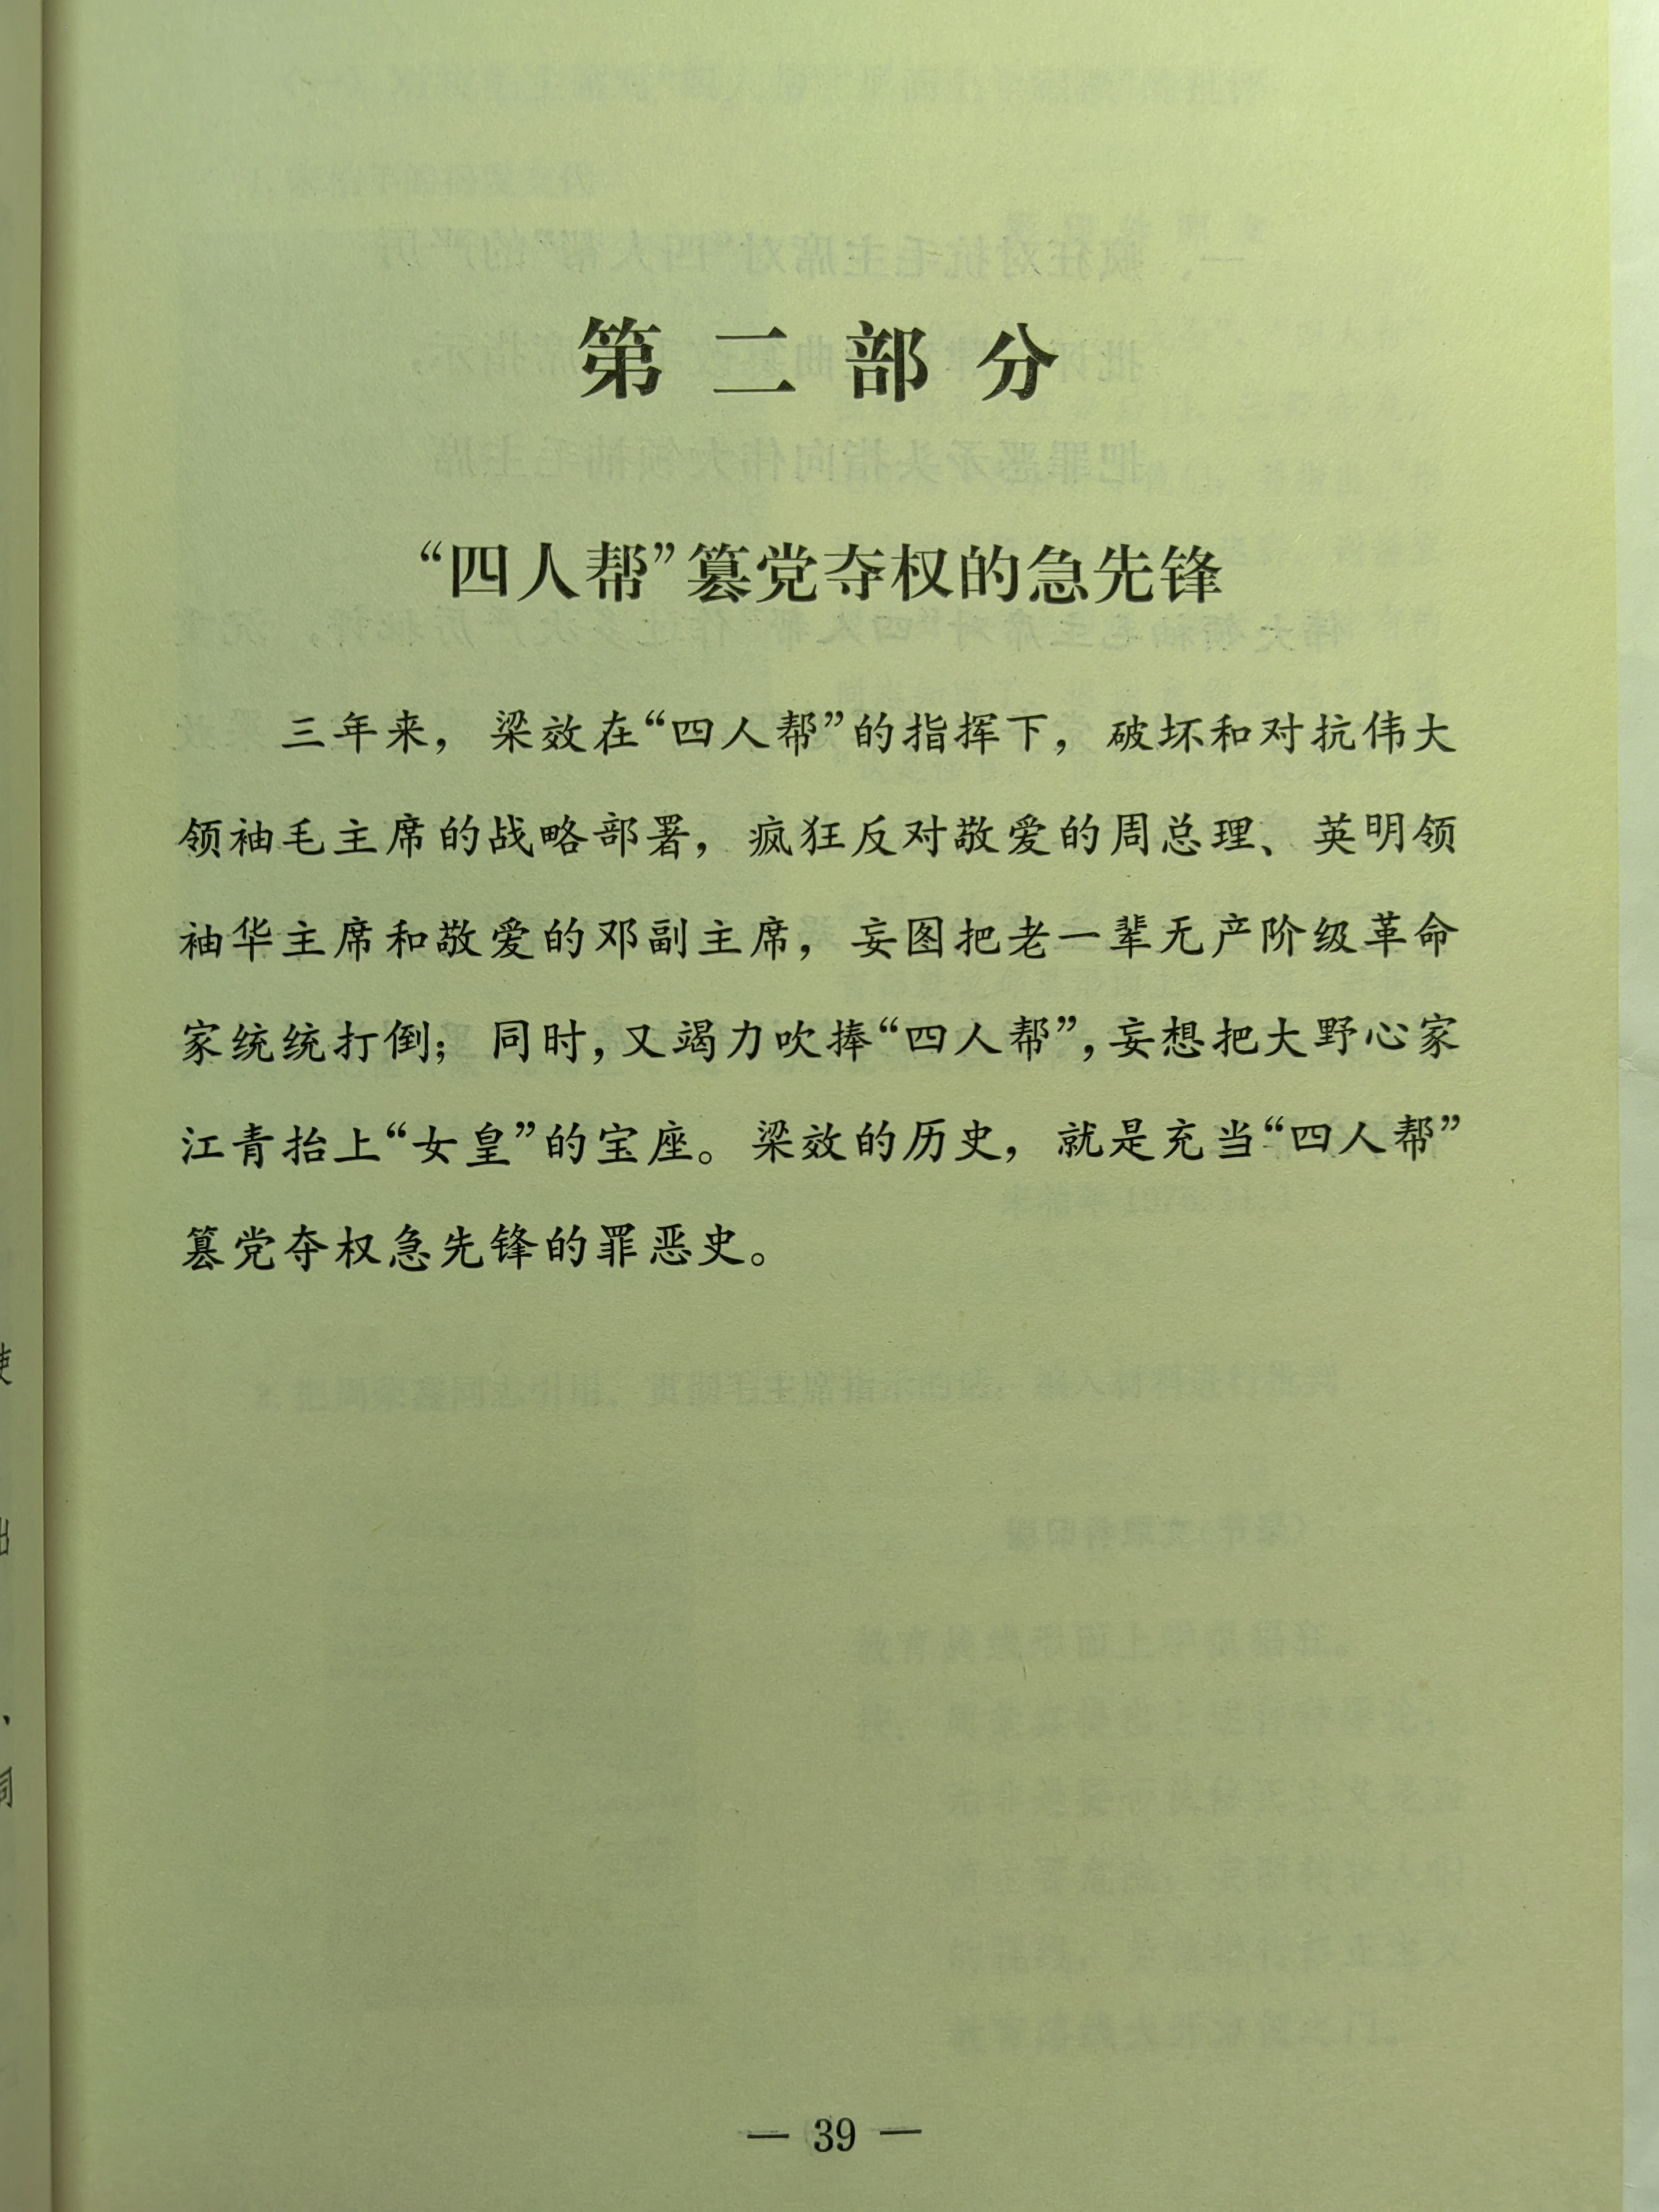 第二部分
“四人帮”篡党夺权的急先锋
三年来，梁效在“四人帮”的指挥下，破坏和对抗伟大
领袖毛主席的战略部署，疯狂反对敬爱的周总理、英明领
袖华主席和敬爱的邓副主席，妄图把老一辈无产阶级革命
家统统打倒；同时，又竭力吹捧“四人帮”，妄想把大野心家
江青抬上“女皇”的宝座。梁效的历史，就是充当“四人帮”
篡党夺权急先锋的罪恶史。
— 39 —